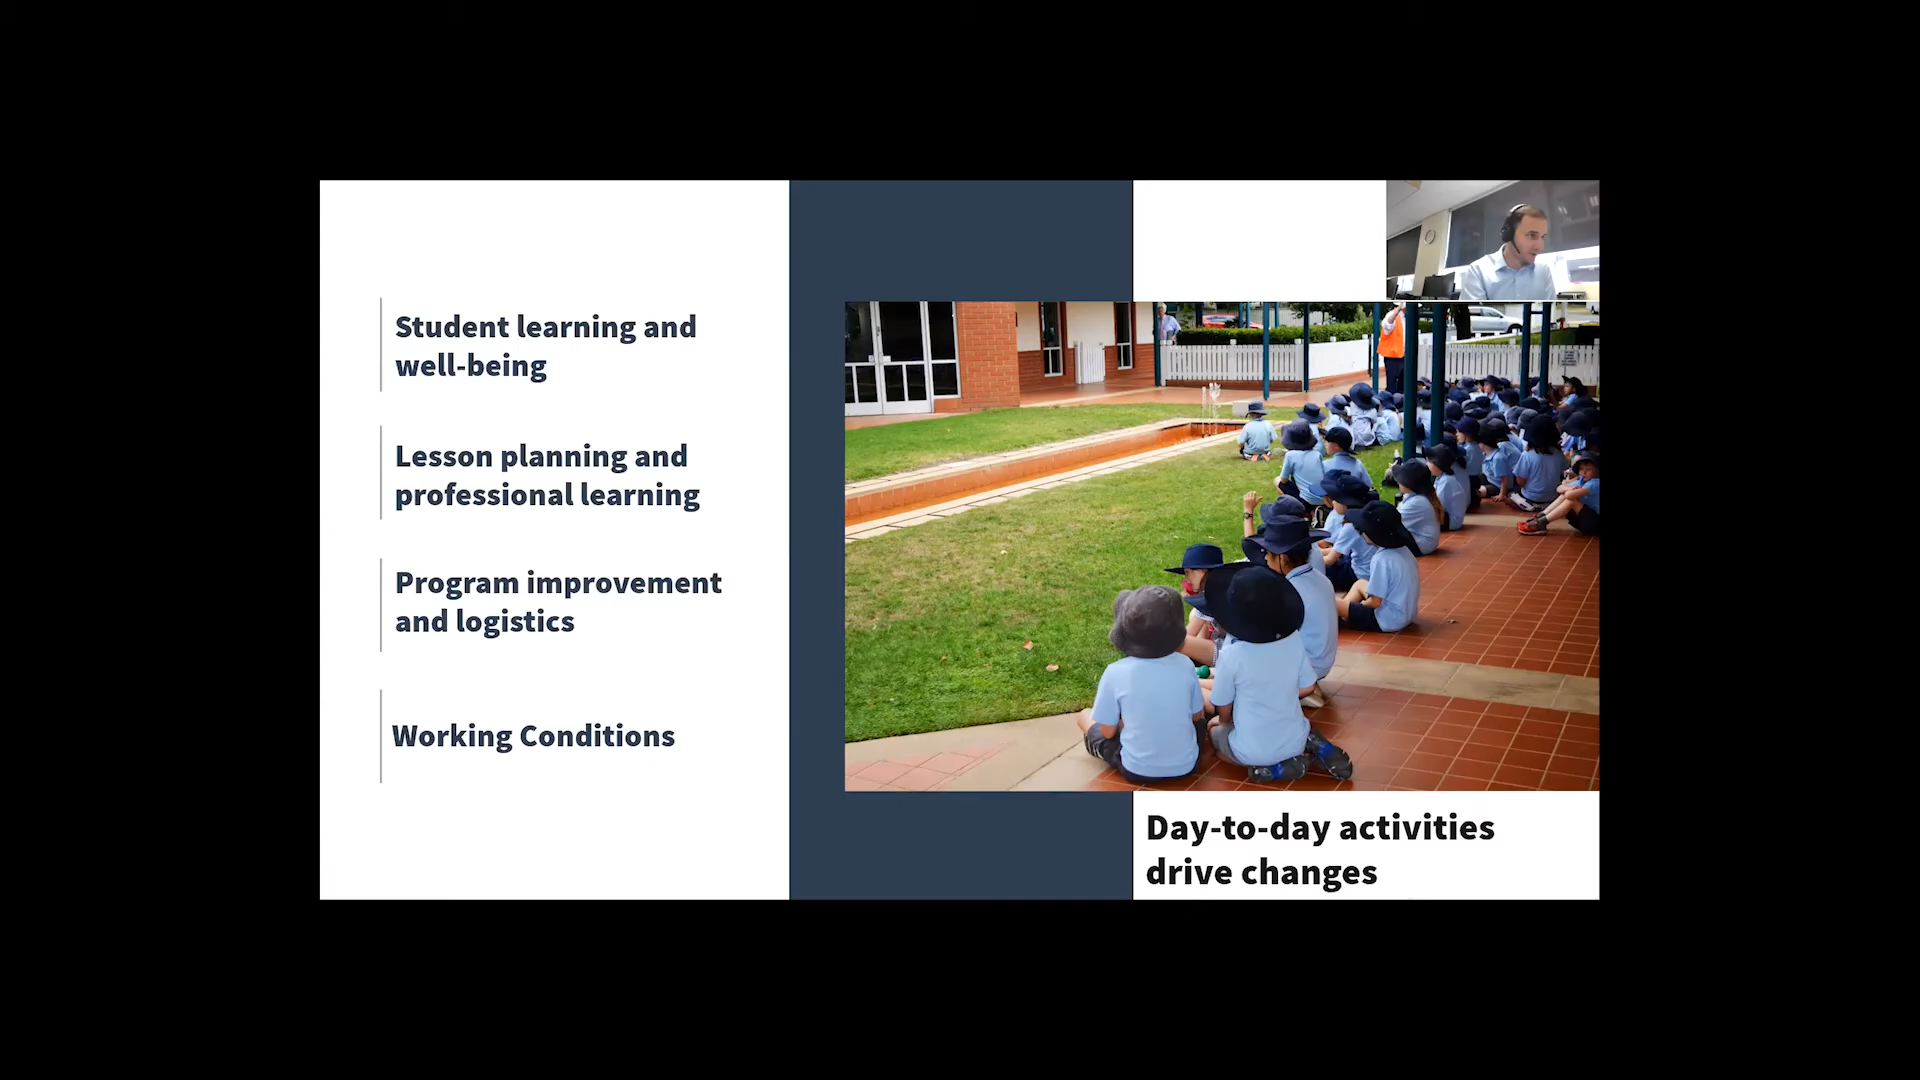 Student learning and
well-being
Lesson planning and
professional learning
Program improvement
and logistics
Working Conditions
Day-to-day activities
drive changes